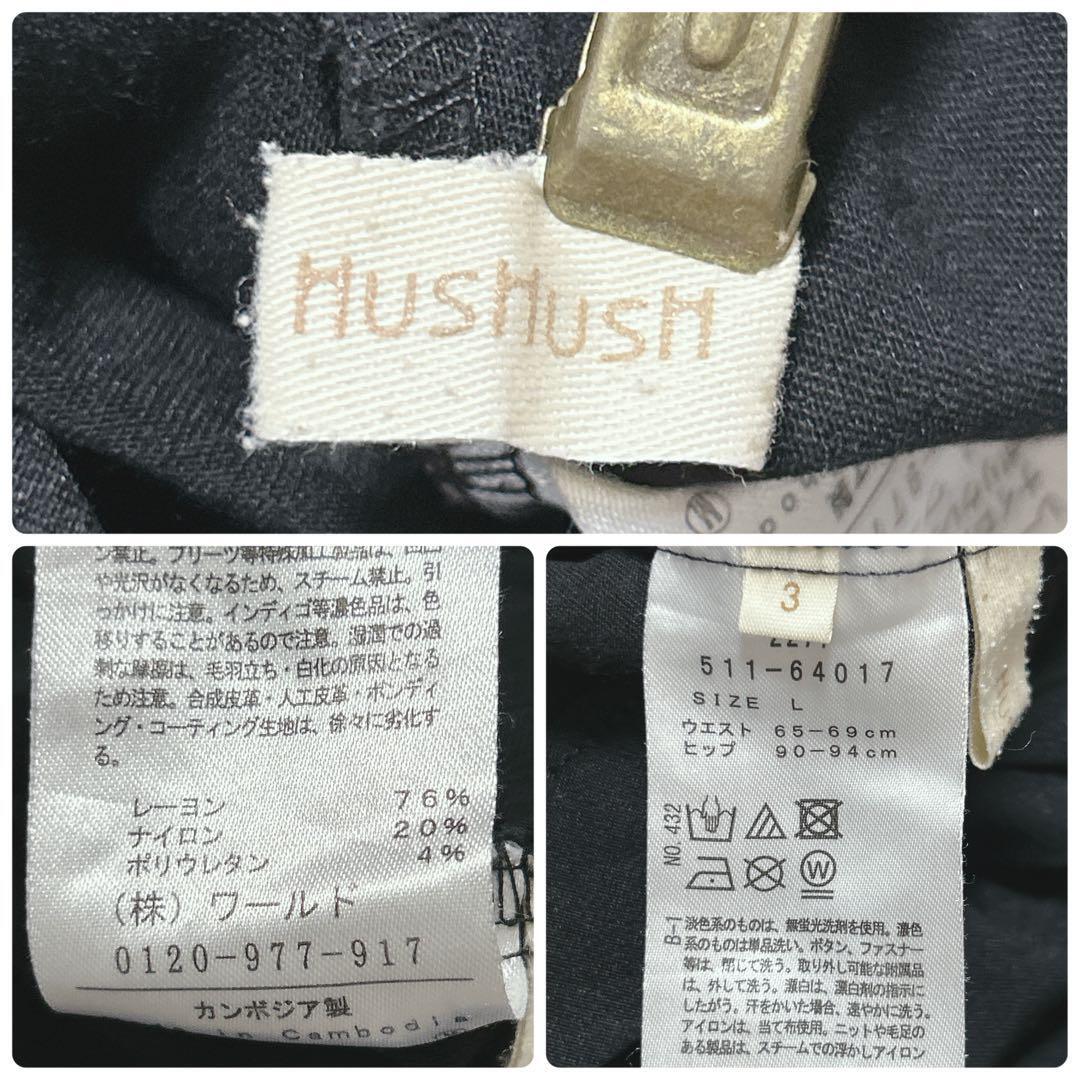 HUSHUSH
ン禁止。プリーツ等特殊加工製品は、凹凸
や光沢がなくなるため、スチーム禁止。引
っかけに注意。インディゴ等濃色品は、色
移りすることがあるので注意。湿潤での過
剰な摩擦は、毛羽立ち・白化の原因となる
ため注意。合成皮革・人工皮革・ボンディ
ング・コーティング生地は、徐々に劣化す
る。
レーヨン 76%
ナイロン 20%
ポリウレタン 4%
(株) ワールド
0120-977-917
カンボジア製
in Cambodia
3
511-64017
SIZE L
ウエスト 65-69cm
ヒップ 90-94cm
NO.432
W
B-1
淡色系のものは、無蛍光洗剤を使用。濃色
系のものは単品洗い。ボタン、ファスナー
等は、閉じて洗う。取り外し可能な附属品
は、外して洗う。漂白は、漂白剤の指示に
したがう。汗をかいた場合、速やかに洗う。
アイロンは、当て布使用。ニットや毛足の
ある製品は、スチームでの浮かしアイロン